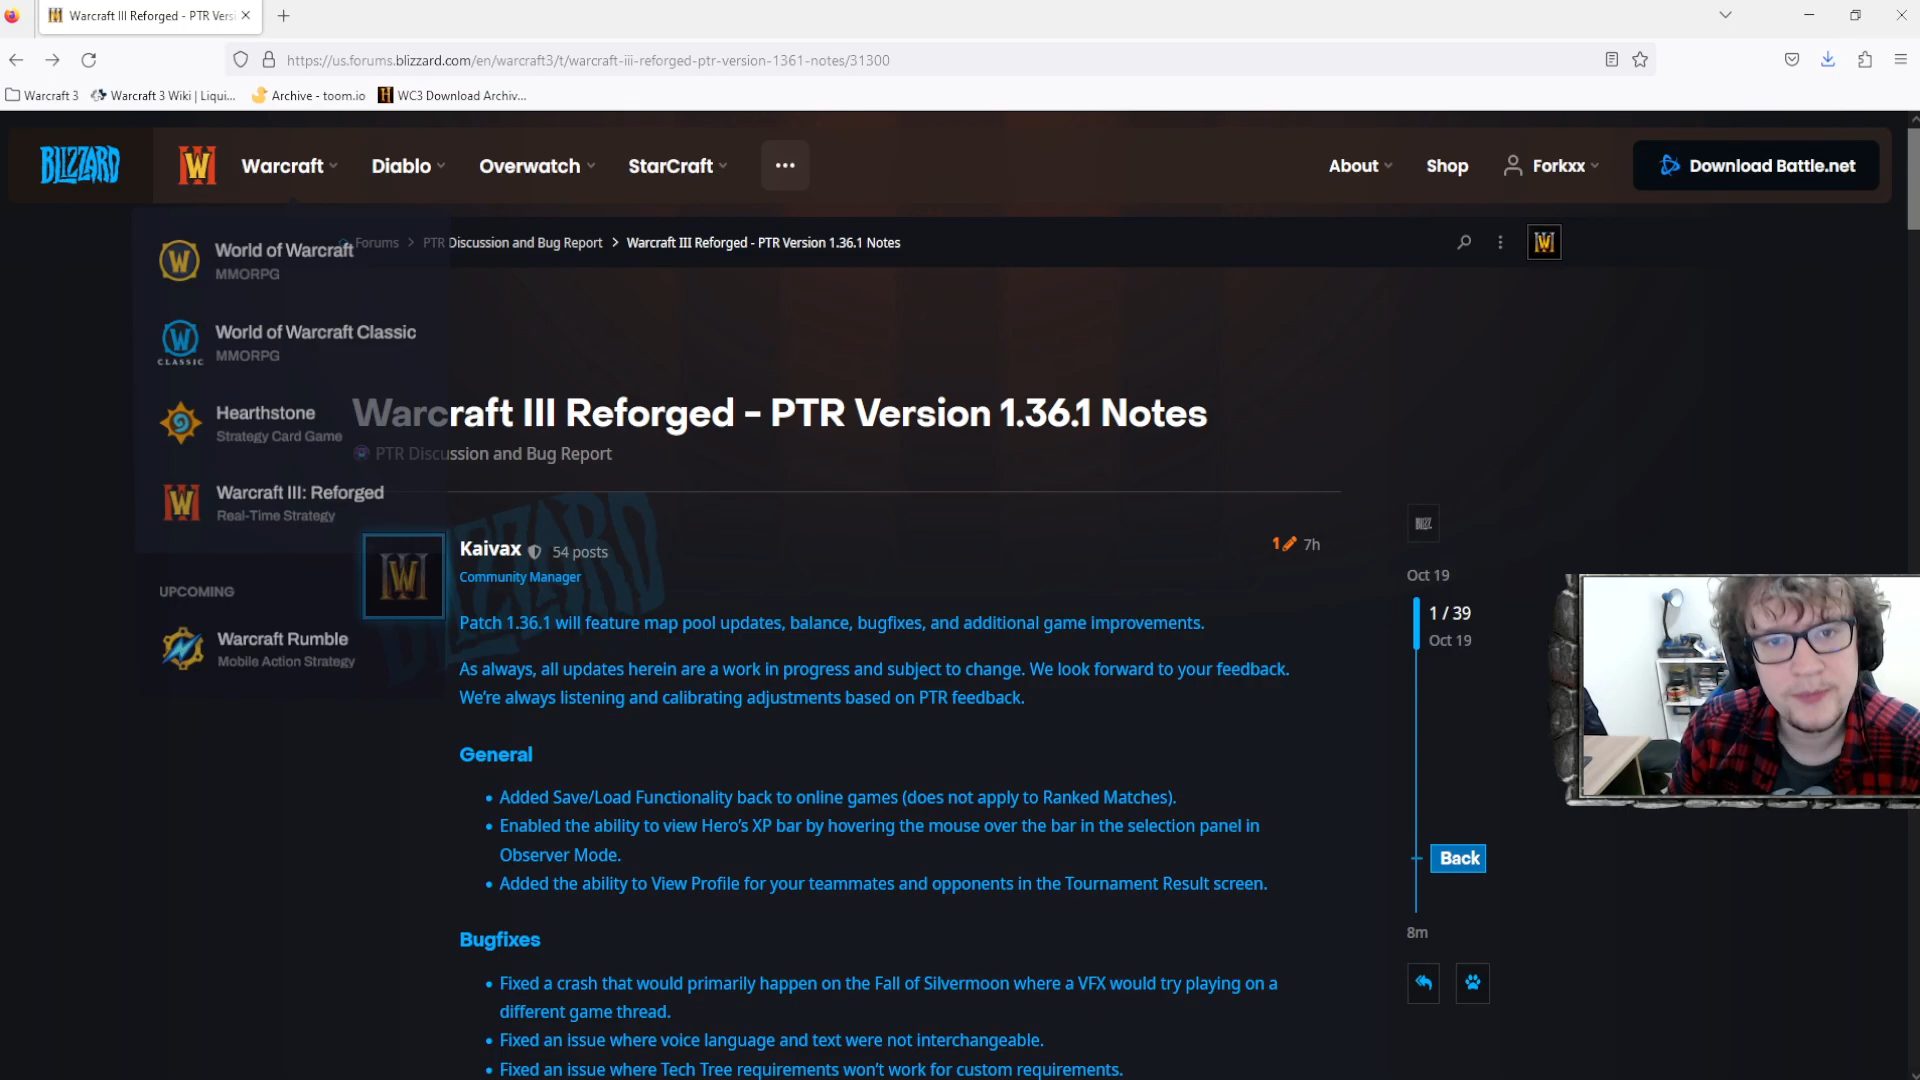 Warcraft III Reforged - PTR Versi
https://us.forums.blizzard.com/en/warcraft3/t/warcraft-iii-reforged-ptr-version-1361-notes/31300
Warcraft 3 Warcraft 3 Wiki | Liqui... Archive - toom.io WC3 Download Archiv...
BLIZZARD Warcraft Diablo Overwatch StarCraft ... About Shop Forkxx Download Battle.net
Forums PTR Discussion and Bug Report Warcraft III Reforged - PTR Version 1.36.1 Notes
World of Warcraft
MMORPG
World of Warcraft Classic
CLASSIC
MMORPG
Hearthstone
Strategy Card Game
Warcraft III: Reforged
Real-Time Strategy
UPCOMING
Warcraft Rumble
Mobile Action Strategy
Warcraft III Reforged - PTR Version 1.36.1 Notes
PTR Discussion and Bug Report
BLIZZARD
Kaivax 54 posts
1 7h
Community Manager
Patch 1.36.1 will feature map pool updates, balance, bugfixes, and additional game improvements.
As always, all updates herein are a work in progress and subject to change. We look forward to your feedback.
We're always listening and calibrating adjustments based on PTR feedback.
General
• Added Save/Load Functionality back to online games (does not apply to Ranked Matches).
• Enabled the ability to view Hero's XP bar by hovering the mouse over the bar in the selection panel in
Observer Mode.
• Added the ability to View Profile for your teammates and opponents in the Tournament Result screen.
Bugfixes
• Fixed a crash that would primarily happen on the Fall of Silvermoon where a VFX would try playing on a
different game thread.
• Fixed an issue where voice language and text were not interchangeable.
• Fixed an issue where Tech Tree requirements won't work for custom requirements.
BLIZZ
Oct 19
1 / 39
Oct 19
Back
8m